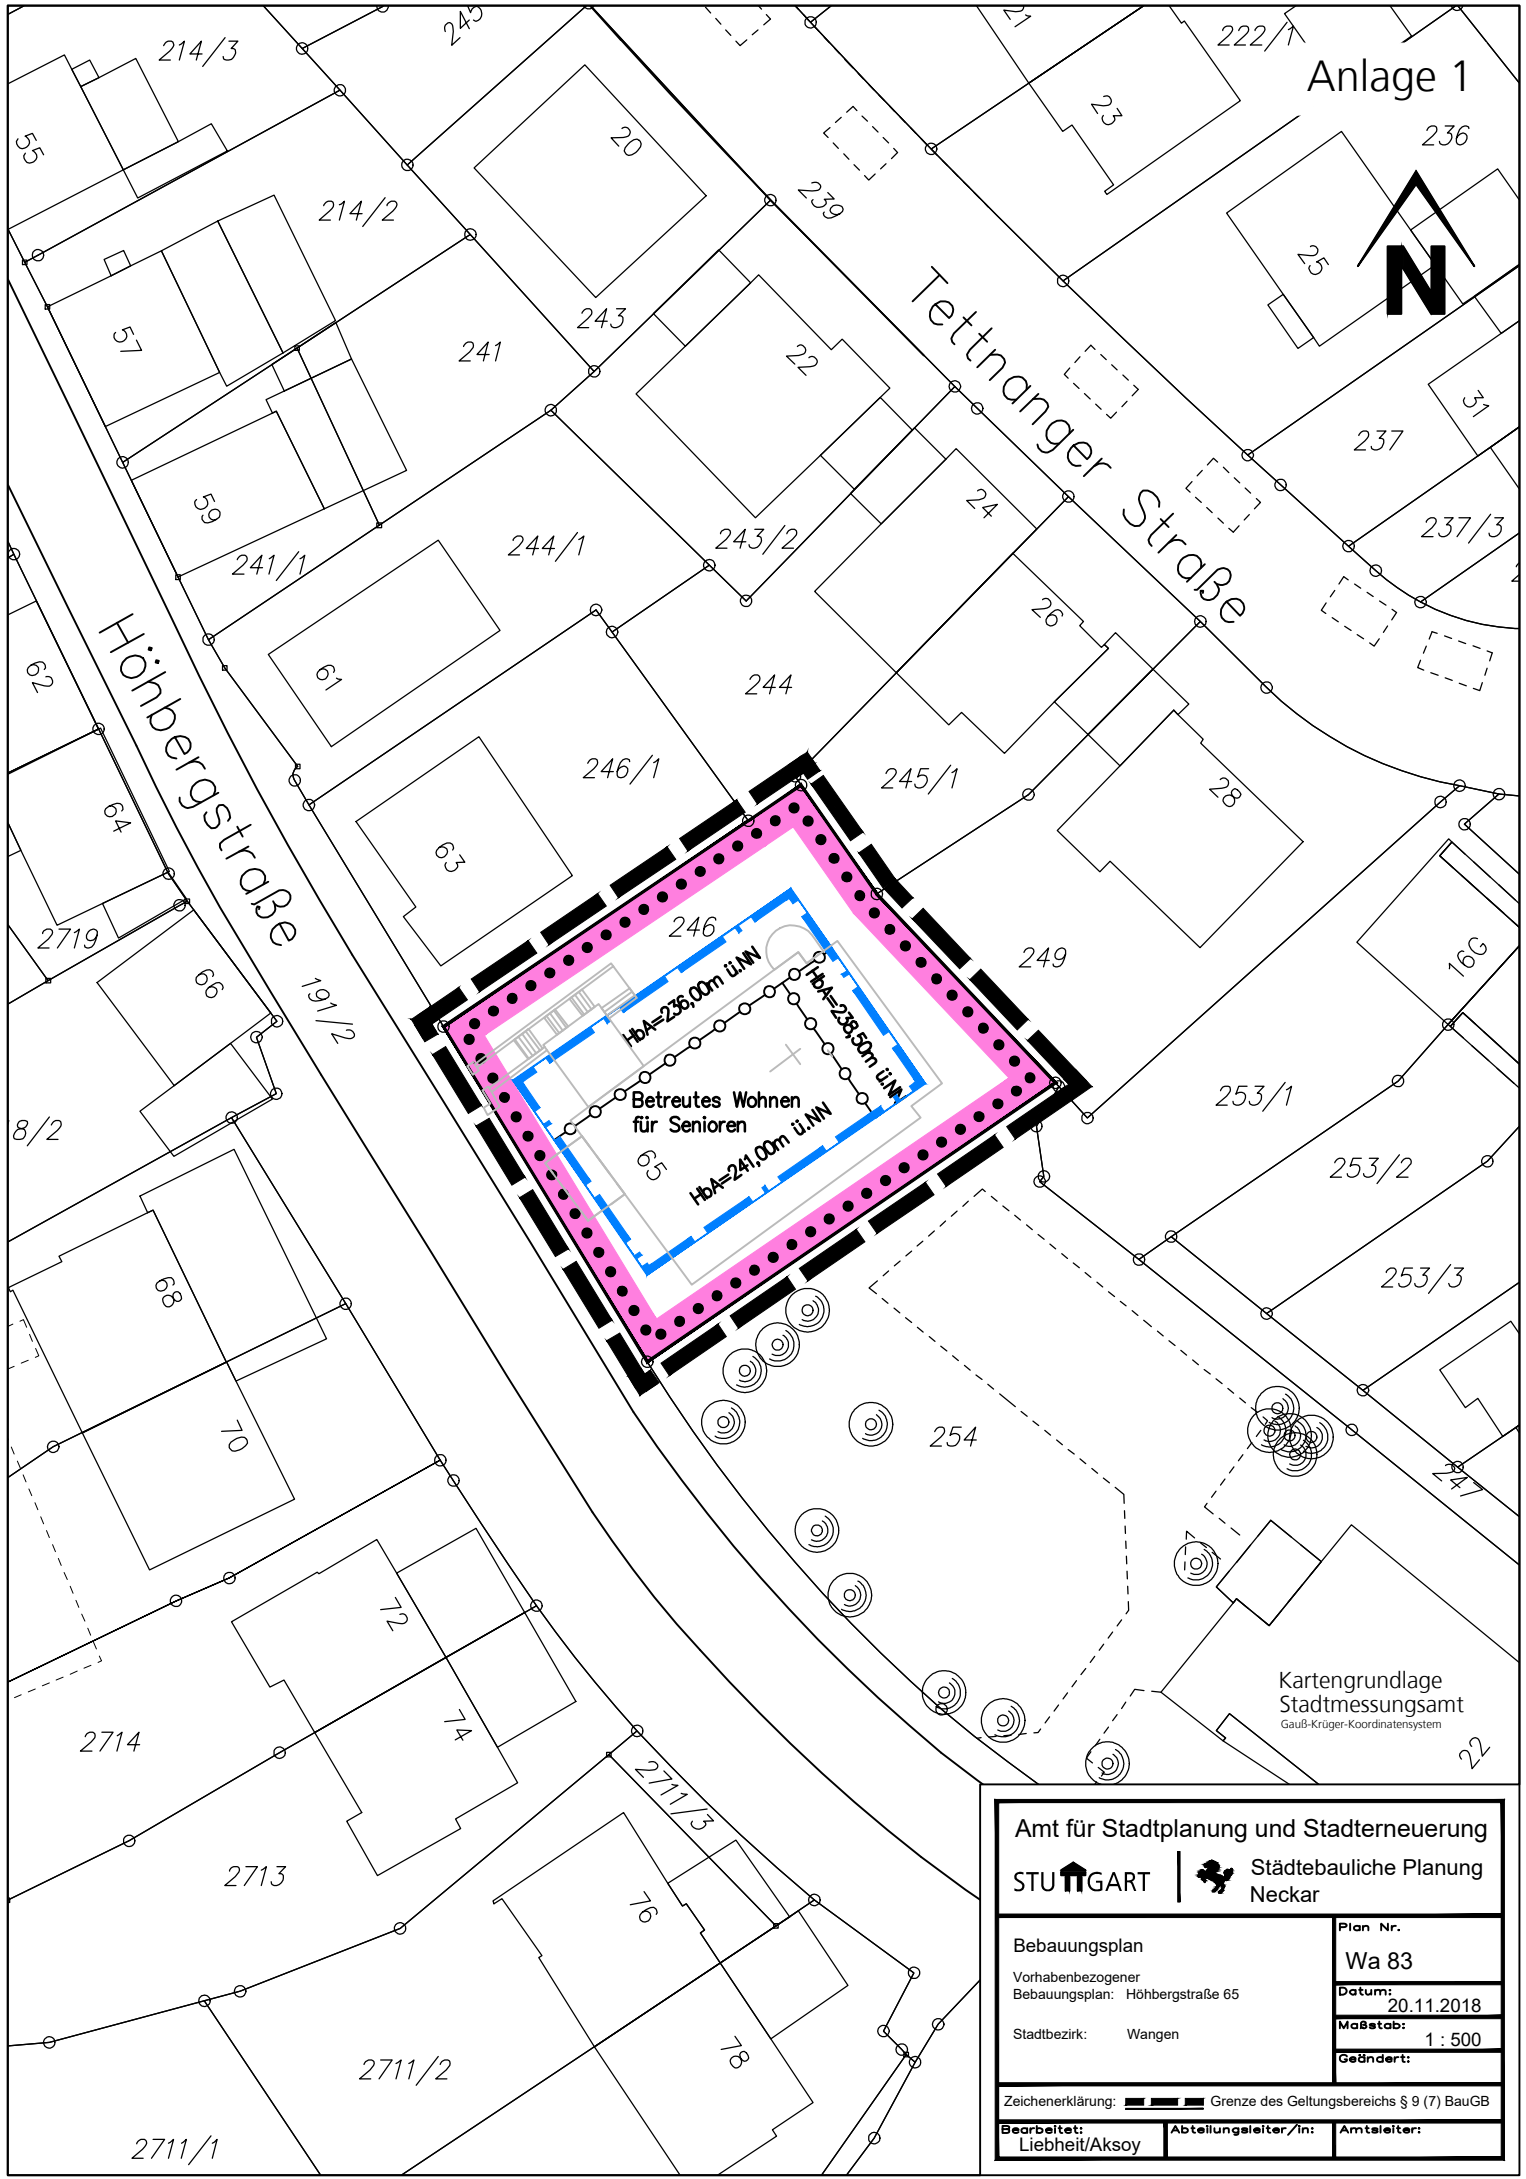 Anlage 1
214/3
245
21
222/1
236
23
55
20
239
214/2
25
57
243
241
22
Tettnanger Straße
N
31
237
59
24
237/3
241/1
244/1
243/2
26
62
61
244
Höhbergstraße
246/1
245/1
28
64
63
246
2719
66
249
16G
191/2
HbA=236,00m ü.NN
HbA=238,50m ü.NN
Betreutes Wohnen
für Senioren
HbA=241,00m ü.NN
65
253/1
8/2
253/2
68
253/3
70
254
247
72
74
2714
22
2711/3
2713
76
78
2711/2
2711/1
Kartengrundlage
Stadtmessungsamt
Gauß-Krüger-Koordinatensystem
Amt für Stadtplanung und Stadterneuerung
STUTTGART
Städtebauliche Planung
Neckar
Bebauungsplan
Vorhabenbezogener
Bebauungsplan: Höhbergstraße 65
Stadtbezirk: Wangen
Plan Nr.
Wa 83
Datum:
20.11.2018
Maßstab:
1 : 500
Geändert:
Zeichenerklärung: Grenze des Geltungsbereichs § 9 (7) BauGB
Bearbeitet:
Liebheit/Aksoy
Abteilungsleiter/in:
Amtsleiter: